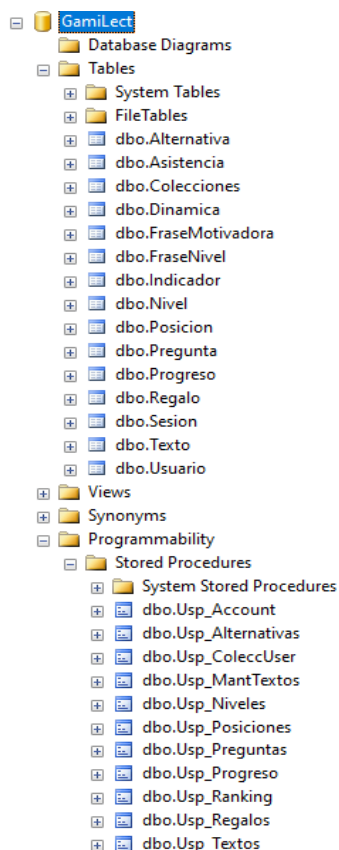 GamiLect
Database Diagrams
Tables
System Tables
FileTables
dbo.Alternativa
dbo.Asistencia
dbo.Colecciones
dbo.Dinamica
dbo.FraseMotivadora
dbo.FraseNivel
dbo.Indicador
dbo.Nivel
dbo.Posicion
dbo.Pregunta
dbo.Progreso
dbo.Regalo
dbo.Sesion
dbo.Texto
dbo.Usuario
Views
Synonyms
Programmability
Stored Procedures
System Stored Procedures
dbo.Usp_Account
dbo.Usp_Alternativas
dbo.Usp_ColeccUser
dbo.Usp_MantTextos
dbo.Usp_Niveles
dbo.Usp_Posiciones
dbo.Usp_Preguntas
dbo.Usp_Progreso
dbo.Usp_Ranking
dbo.Usp_Regalos
dbo.Usp_Textos